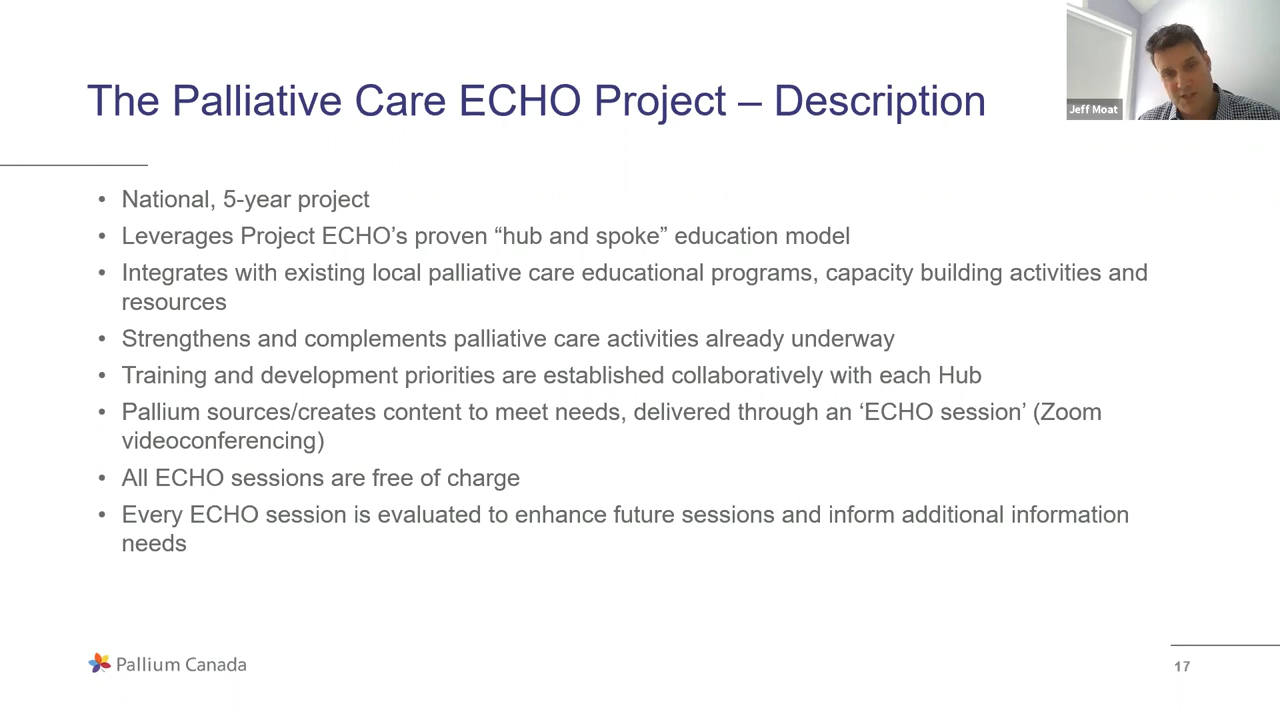 The Palliative Care ECHO Project – Description
Jeff Moat
• National, 5-year project
• Leverages Project ECHO’s proven “hub and spoke” education model
• Integrates with existing local palliative care educational programs, capacity building activities and
resources
• Strengthens and complements palliative care activities already underway
• Training and development priorities are established collaboratively with each Hub
• Pallium sources/creates content to meet needs, delivered through an ‘ECHO session’ (Zoom
videoconferencing)
• All ECHO sessions are free of charge
• Every ECHO session is evaluated to enhance future sessions and inform additional information
needs
Pallium Canada
17